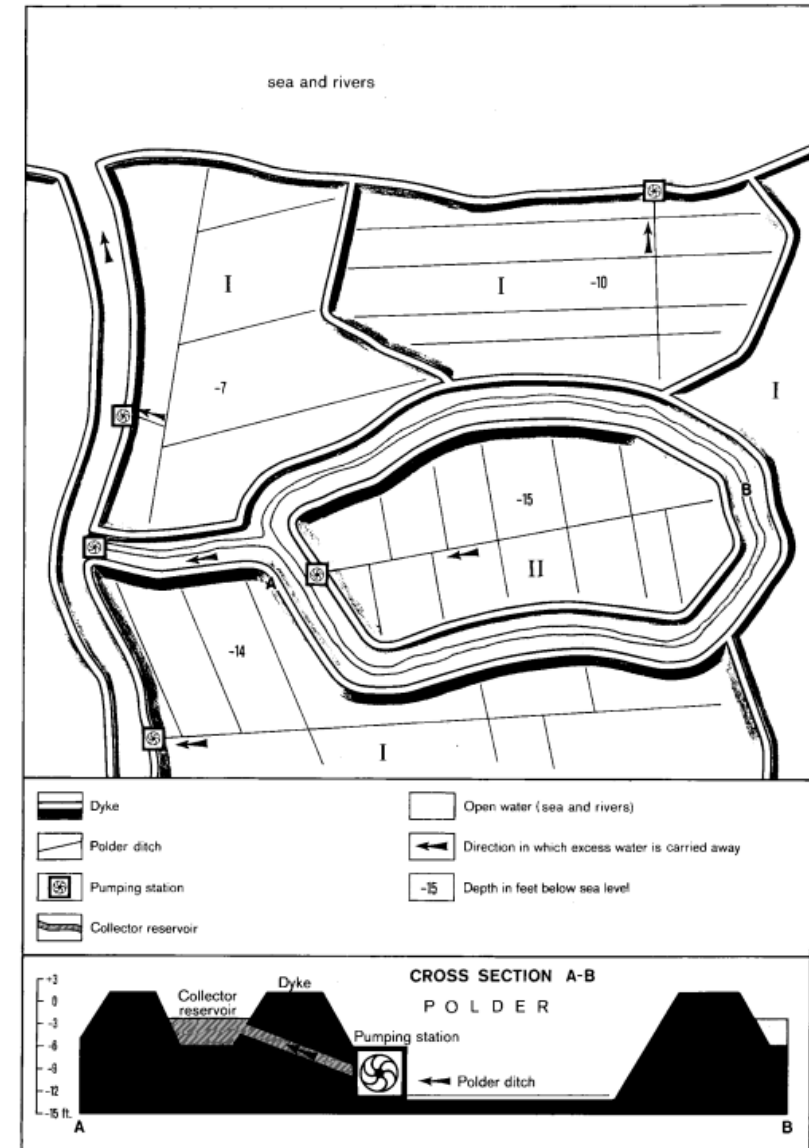 sea and rivers
I
I
-10
-7
I
-15
B
II
A
-14
I
Dyke
Open water (sea and rivers)
Polder ditch
Direction in which excess water is carried away
Pumping station
-15
Depth in feet below sea level
Collector reservoir
CROSS SECTION A-B
POLDER
+3
0
-3
-6
-9
-12
-15 ft.
Collector
reservoir
Dyke
Pumping station
Polder ditch
A
B